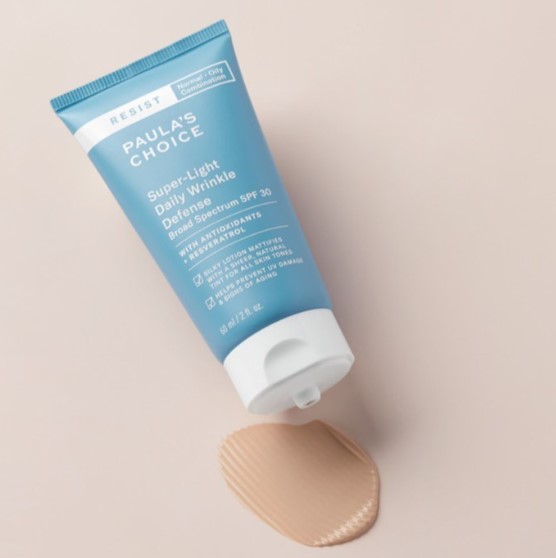 RESIST
Normal - Oily
Combination
PAULA'S
CHOICE
Super-Light
Daily Wrinkle
Defense
Broad Spectrum SPF 30
WITH ANTIOXIDANTS
+ RESVERATROL
SILKY LOTION MATTIFIES
WITH A SHEER, NATURAL
TINT FOR ALL SKIN TONES
HELPS PREVENT UV DAMAGE
& SIGNS OF AGING
60 ml / 2 fl. oz.